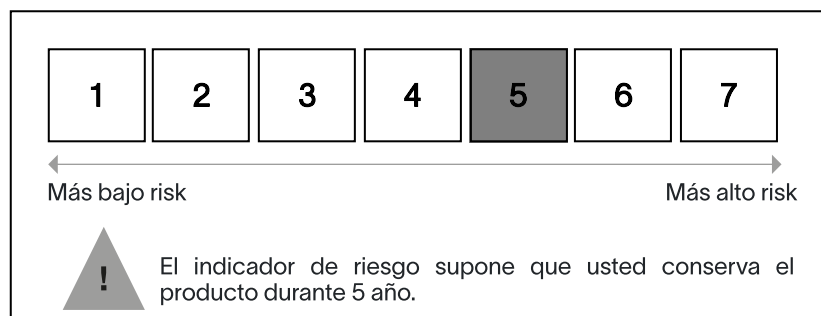 1 2 3 4 5 6 7
Más bajo risk Más alto risk
!
El indicador de riesgo supone que usted conserva el
producto durante 5 año.